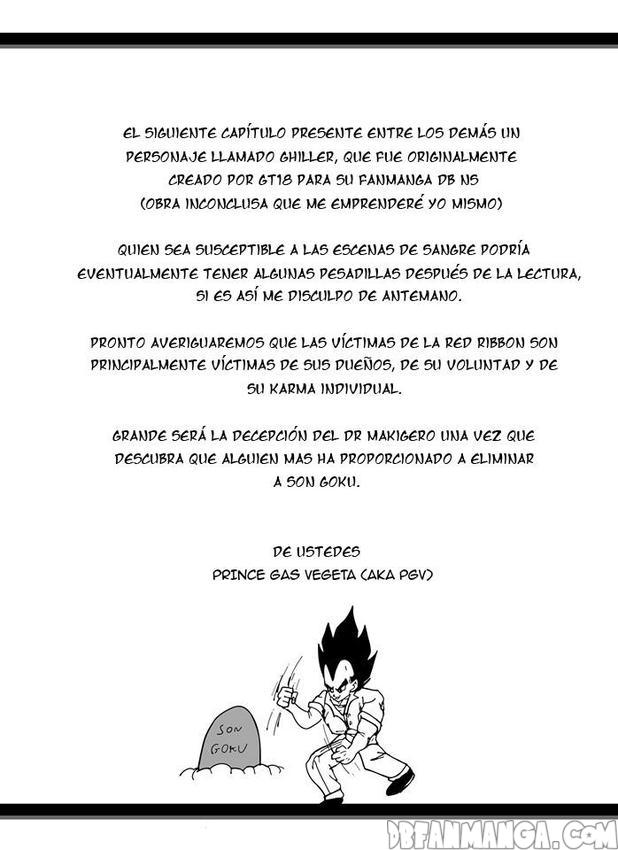 EL SIGUIENTE CAPÍTULO PRESENTE ENTRE LOS DEMÁS UN
PERSONAJE LLAMADO GHILLER, QUE FUE ORIGINALMENTE
CREADO POR GT18 PARA SU FANMANGA DB NS
(OBRA INCONCLUSA QUE ME EMPRENDERÉ YO MISMO)
QUIEN SEA SUSCEPTIBLE A LAS ESCENAS DE SANGRE PODRÍA
EVENTUALMENTE TENER ALGUNAS PESADILLAS DESPUÉS DE LA LECTURA,
SI ES ASÍ ME DISCULPO DE ANTEMANO.
PRONTO AVERIGUAREMOS QUE LAS VÍCTIMAS DE LA RED RIBBON SON
PRINCIPALMENTE VÍCTIMAS DE SUS DUEÑOS, DE SU VOLUNTAD Y DE
SU KARMA INDIVIDUAL.
GRANDE SERÁ LA DECEPCIÓN DEL DR MAKIGERO UNA VEZ QUE
DESCUBRA QUE ALGUIEN MAS HA PROPORCIONADO A ELIMINAR
A SON GOKU.
DE USTEDES
PRINCE GAS VEGETA (AKA PGV)
SON
GOKU
DBFANMANGA.COM